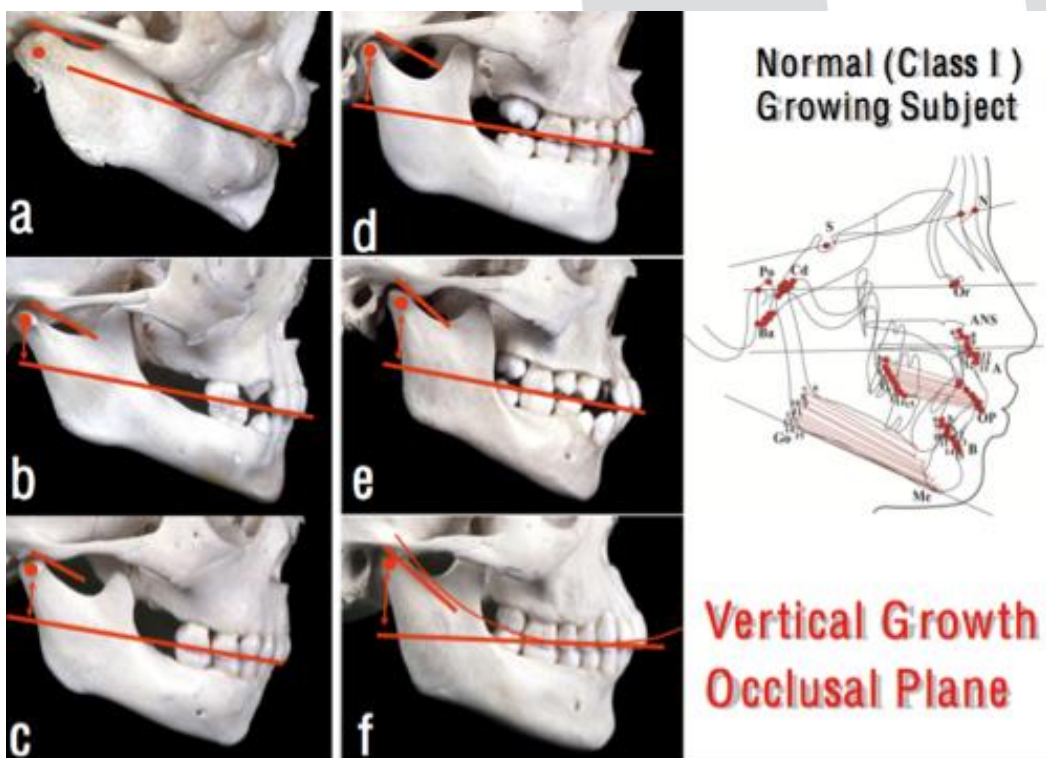 a
b
c
d
e
f
Normal (Class I )
Growing Subject
N
S
Po
Cd
Or
Ba
ANS
A
OP
Go
B
Me
Vertical Growth
Occlusal Plane